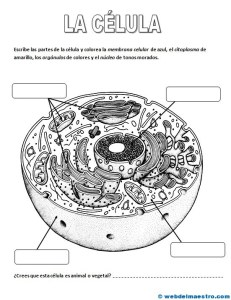 LA CÉLULA
Escribe las partes de la célula y colorea la membrana celular de azul, el citoplasma de
amarillo, los orgánulos de colores y el núcleo de tonos morados.
¿Crees que esta célula es animal o vegetal?
© webdelmaestro.com